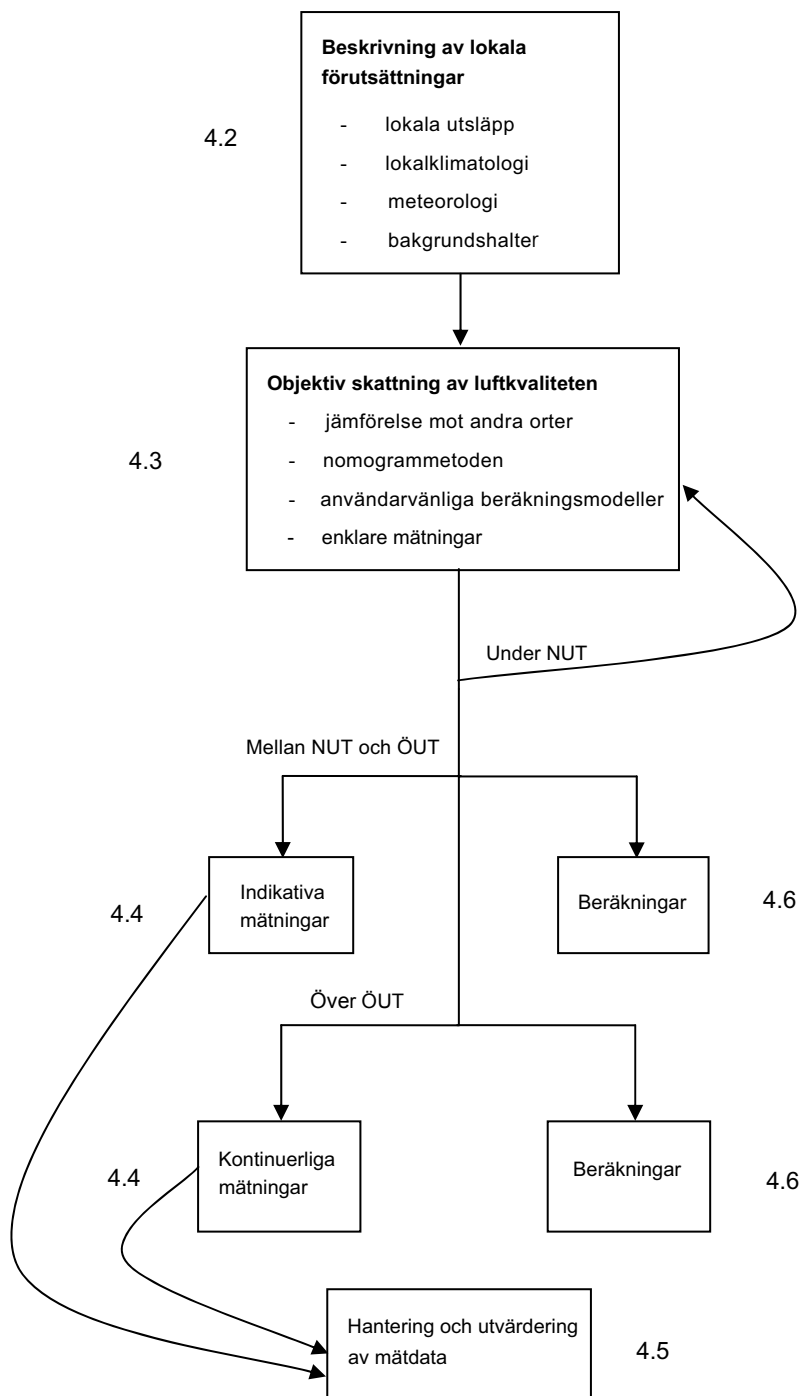 Beskrivning av lokala
förutsättningar
- lokala utsläpp
4.2
- lokalklimatologi
- meteorologi
- bakgrundshalter
Objektiv skattning av luftkvaliteten
- jämförelse mot andra orter
4.3
- nomogrammetoden
- användarvänliga beräkningsmodeller
- enklare mätningar
Under NUT
Mellan NUT och ÖUT
4.4
Indikativa
mätningar
Beräkningar
4.6
Över ÖUT
4.4
Kontinuerliga
mätningar
Beräkningar
4.6
Hantering och utvärdering
av mätdata
4.5